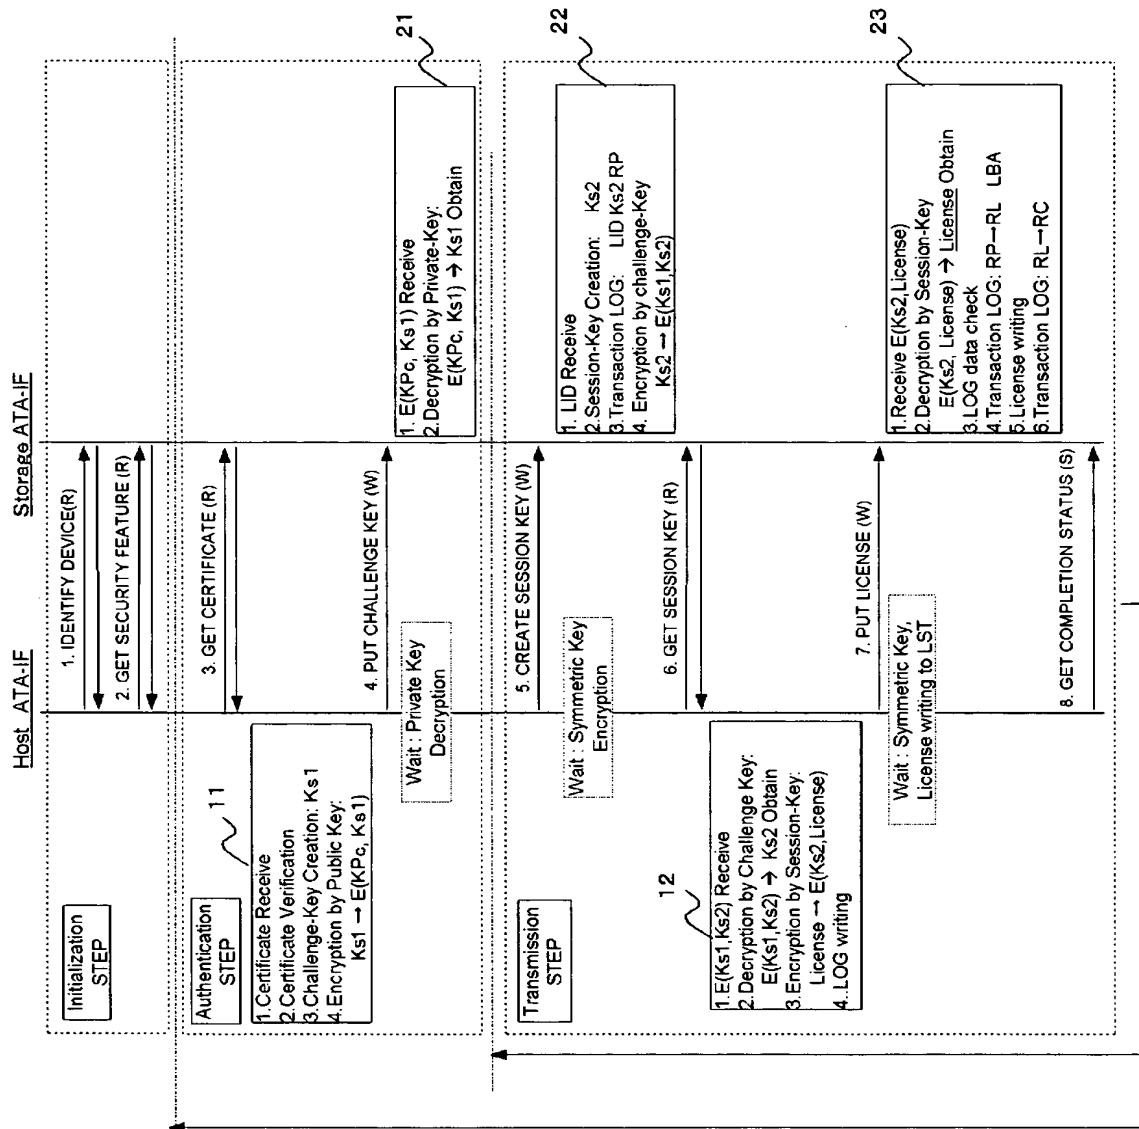 Host ATA-IF
Storage ATA-IF
Initialization
STEP
1. IDENTIFY DEVICE(R)
2. GET SECURITY FEATURE (R)
Authentication
STEP
3. GET CERTIFICATE (R)
11
1.Certificate Receive
2.Certificate Verification
3.Challenge-Key Creation: Ks1
4.Encryption by Public Key:
Ks1 → E(KPc, Ks1)
4. PUT CHALLENGE KEY (W)
Wait : Private Key
Decryption
21
1. E(KPc, Ks1) Receive
2.Decryption by Private-Key:
E(KPc, Ks1) → Ks1 Obtain
Transmission
STEP
5. CREATE SESSION KEY (W)
Wait : Symmetric Key
Encryption
22
1. LID Receive
2.Session-Key Creation: Ks2
3.Transaction LOG: LID Ks2 RP
4. Encryption by challenge-Key
Ks2 → E(Ks1,Ks2)
6. GET SESSION KEY (R)
12
1.E(Ks1,Ks2) Receive
2.Decryption by Challenge Key:
E(Ks1,Ks2) → Ks2 Obtain
3.Encryption by Session-Key:
License → E(Ks2,License)
4..LOG writing
7. PUT LICENSE (W)
Wait : Symmetric Key,
License writing to LST
23
1.Receive E(Ks2,License)
2.Decryption by Session-Key
E(Ks2, License) → License Obtain
3.LOG data check
4.Transaction LOG: RP→RL LBA
5.License writing
6.Transaction LOG: RL→RC
8. GET COMPLETION STATUS (S)